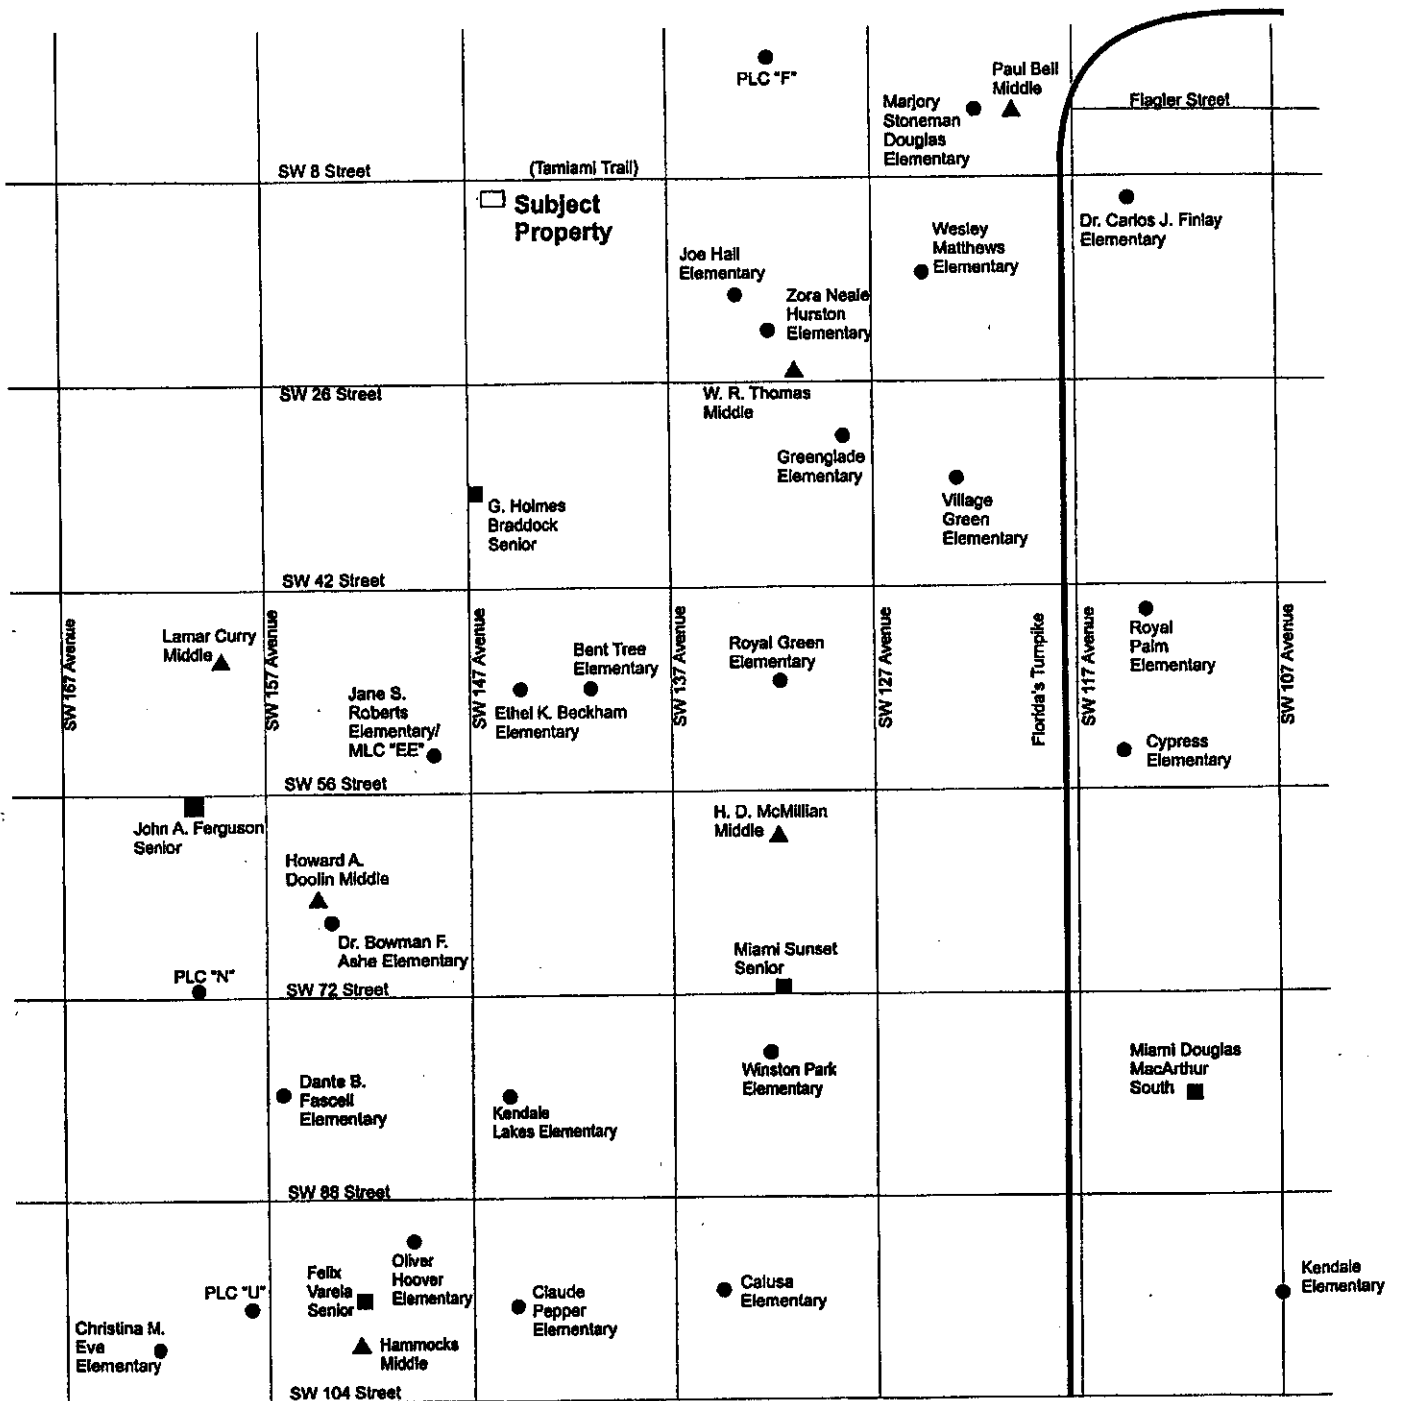 PLC "F"
Paul Bell
Middle
Marjory
Stoneman
Douglas
Elementary
Flagler Street
SW 8 Street
(Tamiami Trail)
Subject
Property
Dr. Carlos J. Finlay
Elementary
Wesley
Matthews
Elementary
Joe Hall
Elementary
Zora Neale
Hurston
Elementary
SW 26 Street
W. R. Thomas
Middle
Greenglade
Elementary
G. Holmes
Braddock
Senior
Village
Green
Elementary
SW 42 Street
SW 167 Avenue
Lamar Curry
Middle
SW 157 Avenue
Jane S.
Roberts
Elementary/
MLC "EE"
SW 147 Avenue
Bent Tree
Elementary
Ethel K. Beckham
Elementary
SW 137 Avenue
Royal Green
Elementary
SW 127 Avenue
Florida's Turnpike
SW 117 Avenue
Royal
Palm
Elementary
SW 107 Avenue
Cypress
Elementary
SW 56 Street
John A. Ferguson
Senior
H. D. McMillian
Middle
Howard A.
Doolin Middle
Dr. Bowman F.
Ashe Elementary
Miami Sunset
Senior
PLC "N"
SW 72 Street
Winston Park
Elementary
Miami Douglas
MacArthur
South
Dante B.
Fascell
Elementary
Kendale
Lakes Elementary
SW 88 Street
Oliver
Hoover
Elementary
Felix
Varela
Senior
PLC "U"
Claude
Pepper
Elementary
Calusa
Elementary
Kendale
Elementary
Christina M.
Eve
Elementary
Hammocks
Middle
SW 104 Street